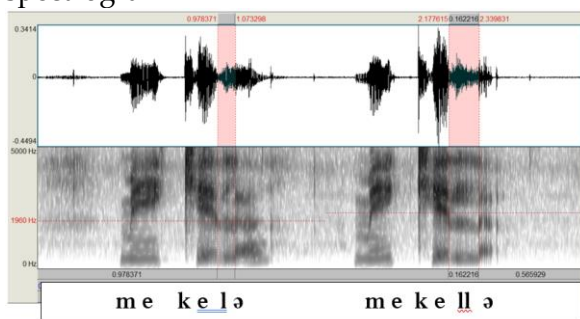 0.978371 1.073298 2.177615 0.162216 2.339831
0.3414
0
-0.4494
5000 Hz
1960 Hz
0 Hz
0.978371 0.162216 0.565929
m e k e l ə m e k e ll ə